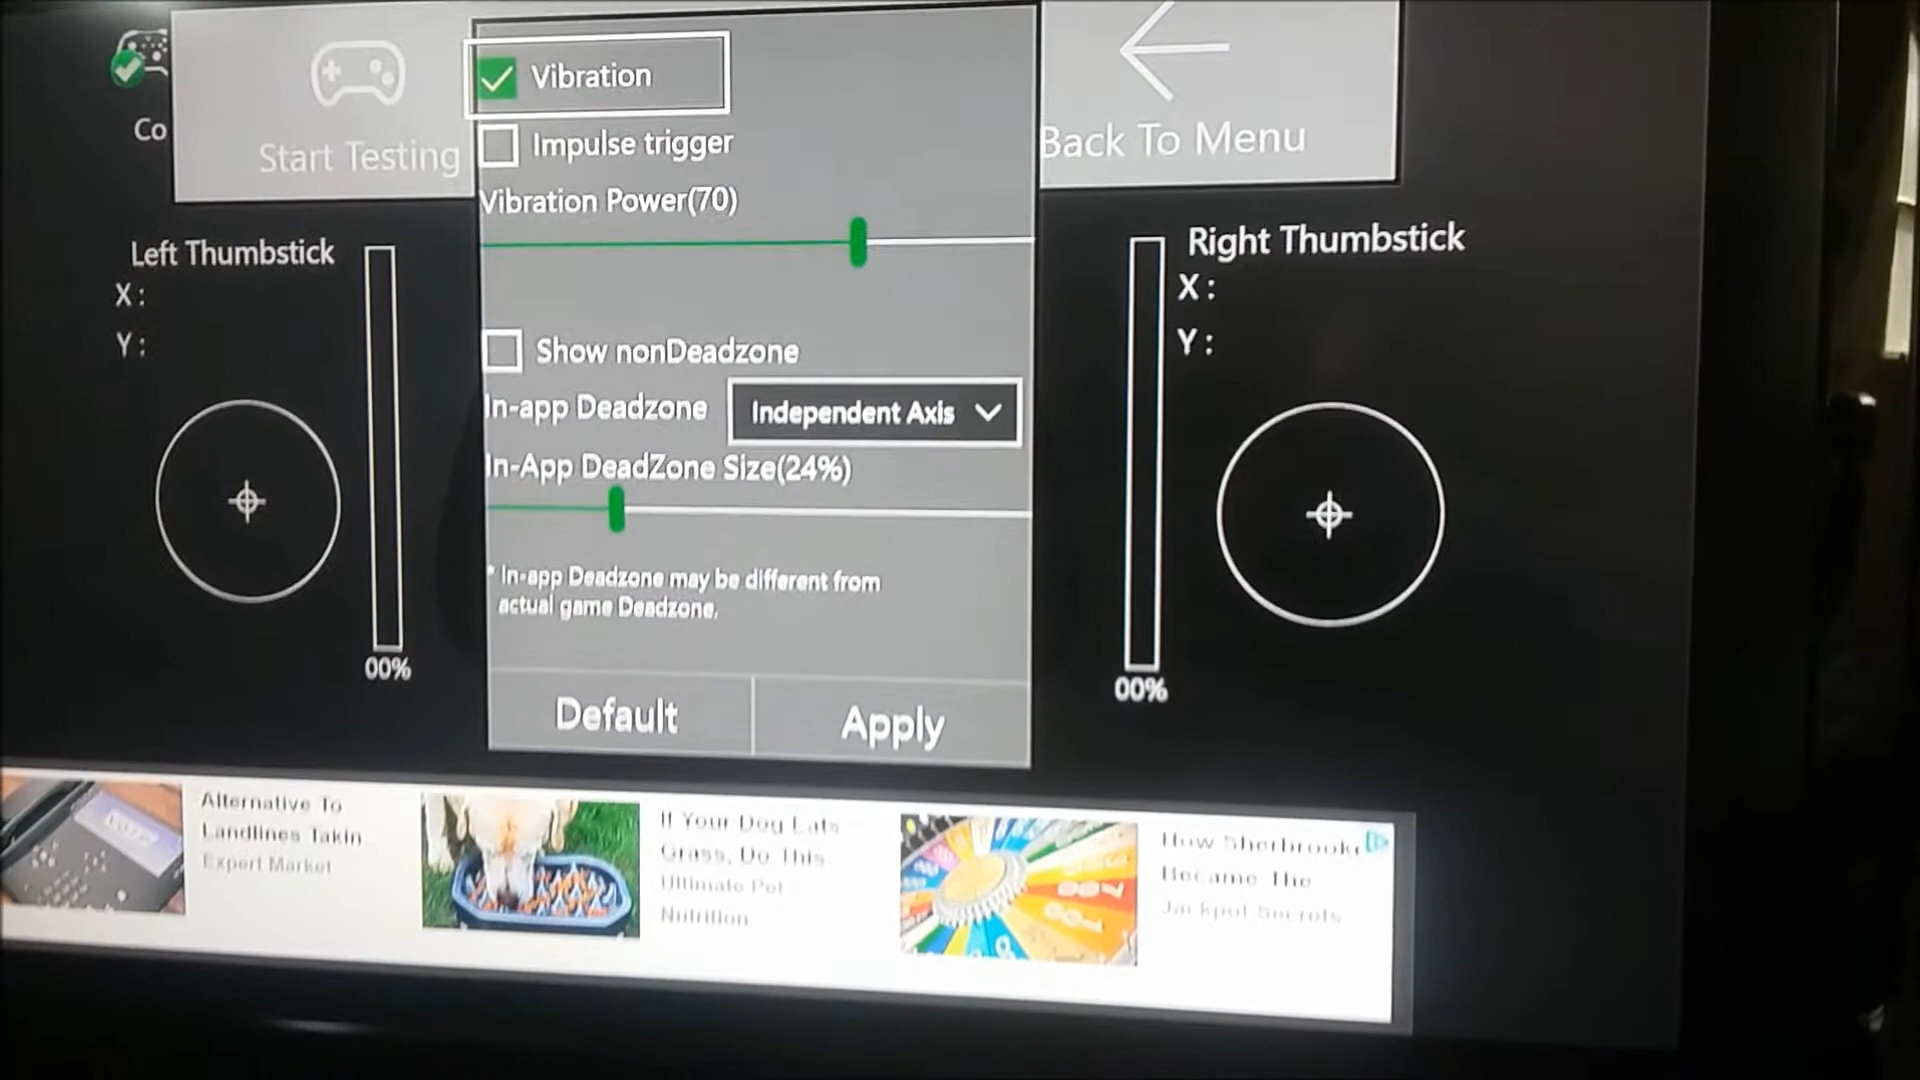 Co
Start Testing
Vibration
Impulse trigger
Vibration Power(70)
Back To Menu
Left Thumbstick
X :
Y :
00%
Show nonDeadzone
In-app Deadzone
Independent Axis
In-App DeadZone Size(24%)
* In-app Deadzone may be different from
actual game Deadzone.
Default
Apply
Right Thumbstick
X :
Y :
00%
Alternative To
Landlines Takin
Expert Market
If Your Dog Eats
Grass, Do This
Ultimate Pet
Nutrition
How Sherbrooke
Became The
Jackpot Secrets